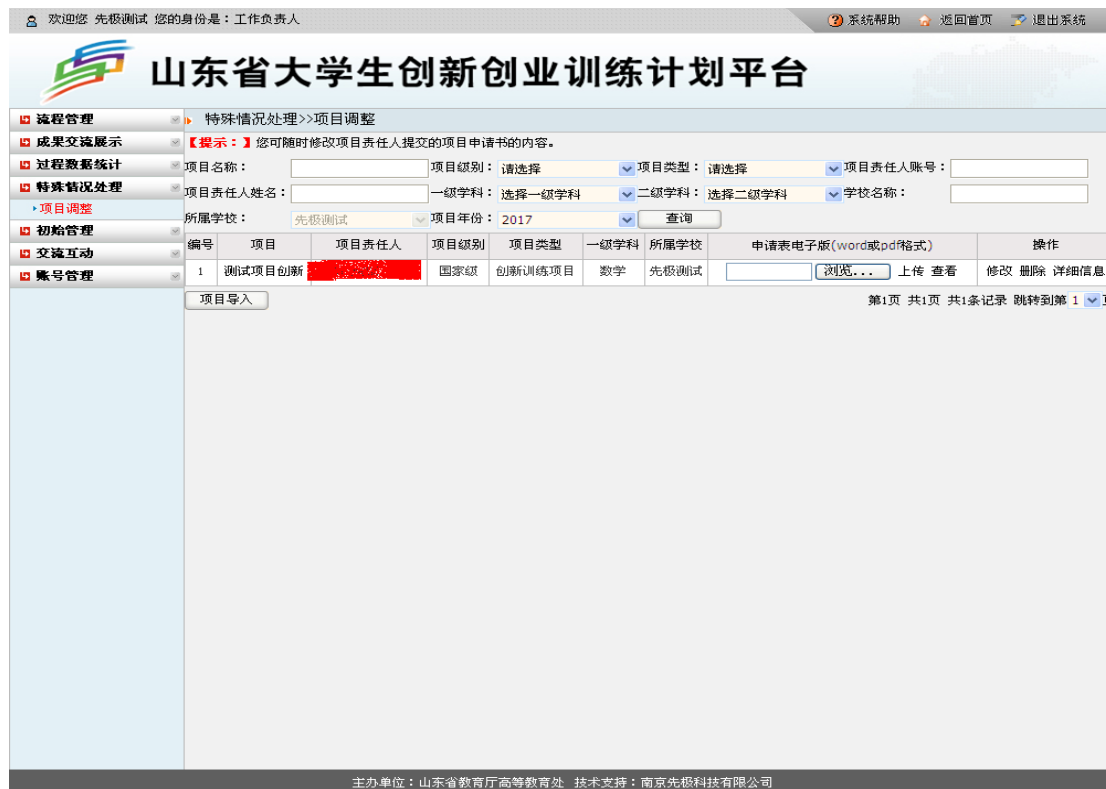 欢迎您 先极测试 您的身份是：工作负责人 系统帮助 返回首页 退出系统
山东省大学生创新创业训练计划平台
流程管理
成果交流展示
过程数据统计
特殊情况处理
项目调整
初始管理
交流互动
账号管理
特殊情况处理>>项目调整
【提示：】您可随时修改项目责任人提交的项目申请书的内容。
项目名称： 项目级别： 请选择 项目类型： 请选择 项目责任人账号：
项目责任人姓名： 一级学科： 选择一级学科 二级学科： 选择二级学科 学校名称：
所属学校： 先极测试 项目年份： 2017 查询
编号 项目 项目责任人 项目级别 项目类型 一级学科 所属学校 申请表电子版(word或pdf格式) 操作
1 测试项目创新 国家级 创新训练项目 数学 先极测试 浏览... 上传 查看 修改 删除 详细信息
项目导入 第1页 共1页 共1条记录 跳转到第 1
主办单位：山东省教育厅高等教育处 技术支持：南京先极科技有限公司